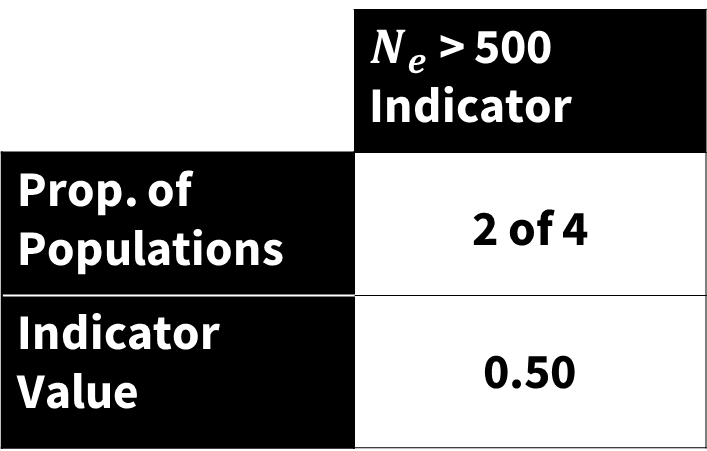 Nₑ > 500
Indicator
Prop. of
Populations
2 of 4
Indicator
Value
0.50